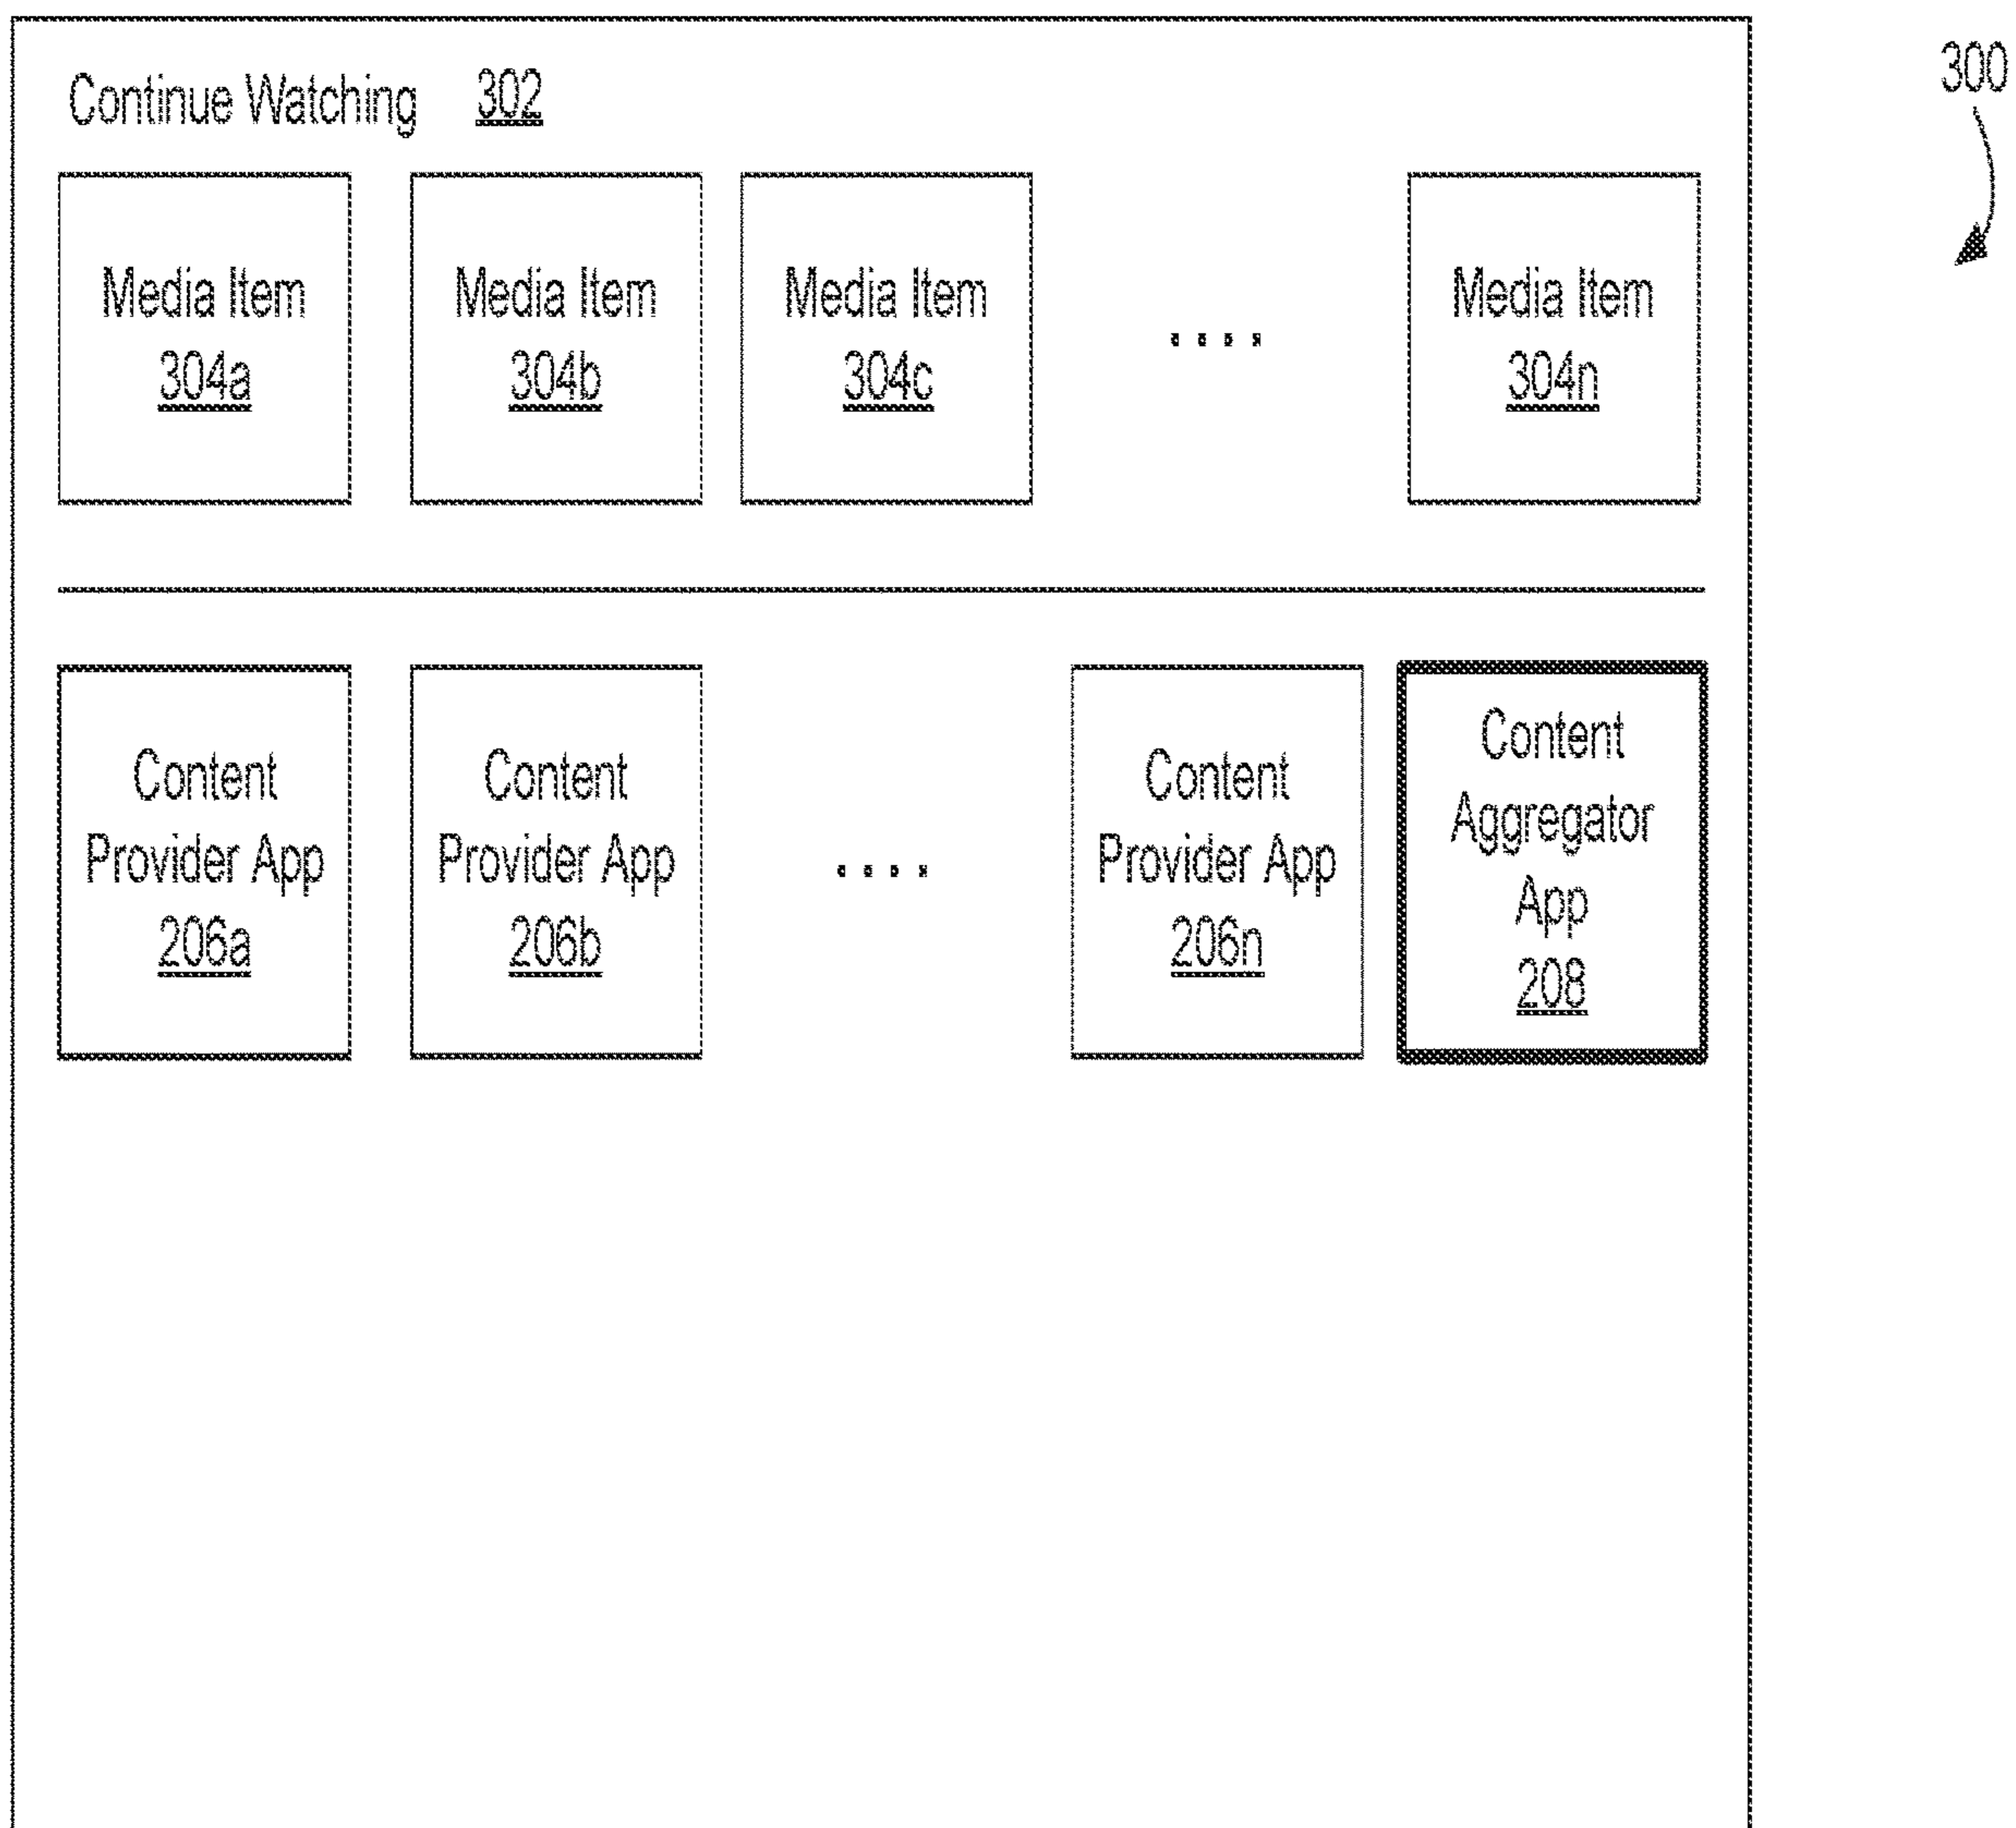 300
Continue Watching 302
Media Item
304a
Media Item
304b
Media Item
304c
....
Media Item
304n
Content
Provider App
206a
Content
Provider App
206b
....
Content
Provider App
206n
Content
Aggregator
App
208